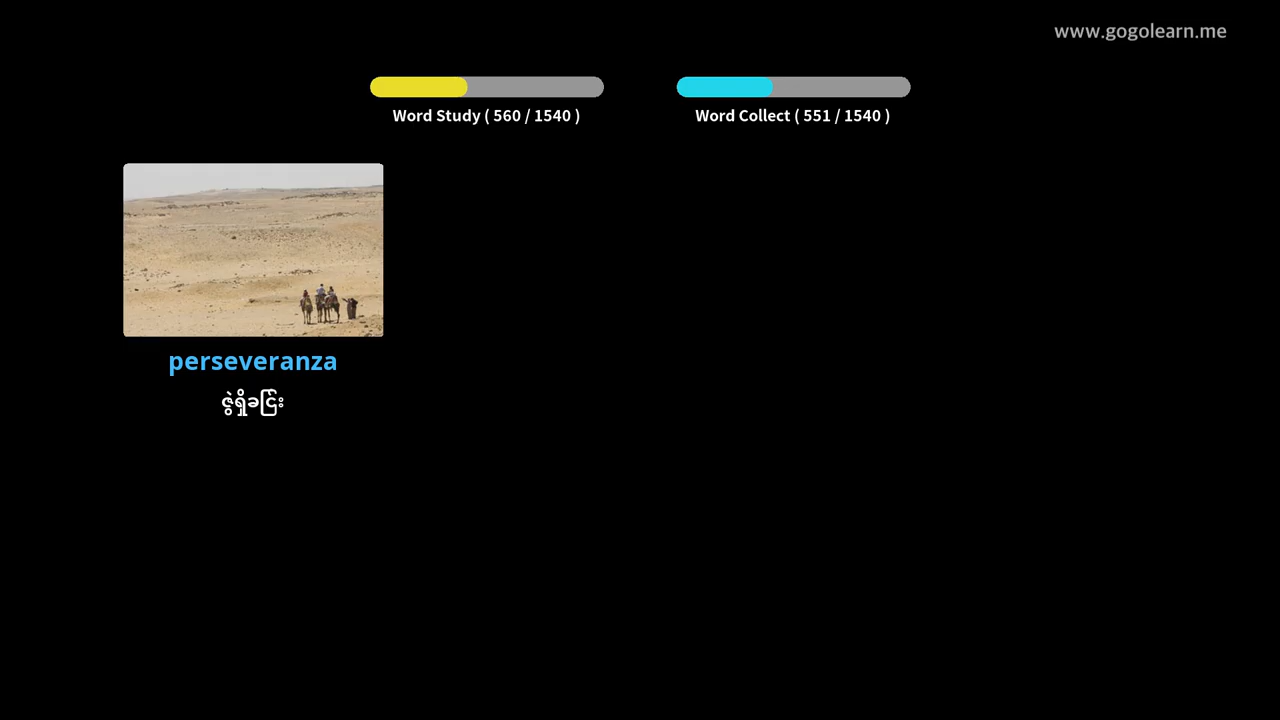 www.gogolearn.me
Word Study ( 560 / 1540 )
Word Collect ( 551 / 1540 )
perseveranza
ဇွဲရှိခြင်း